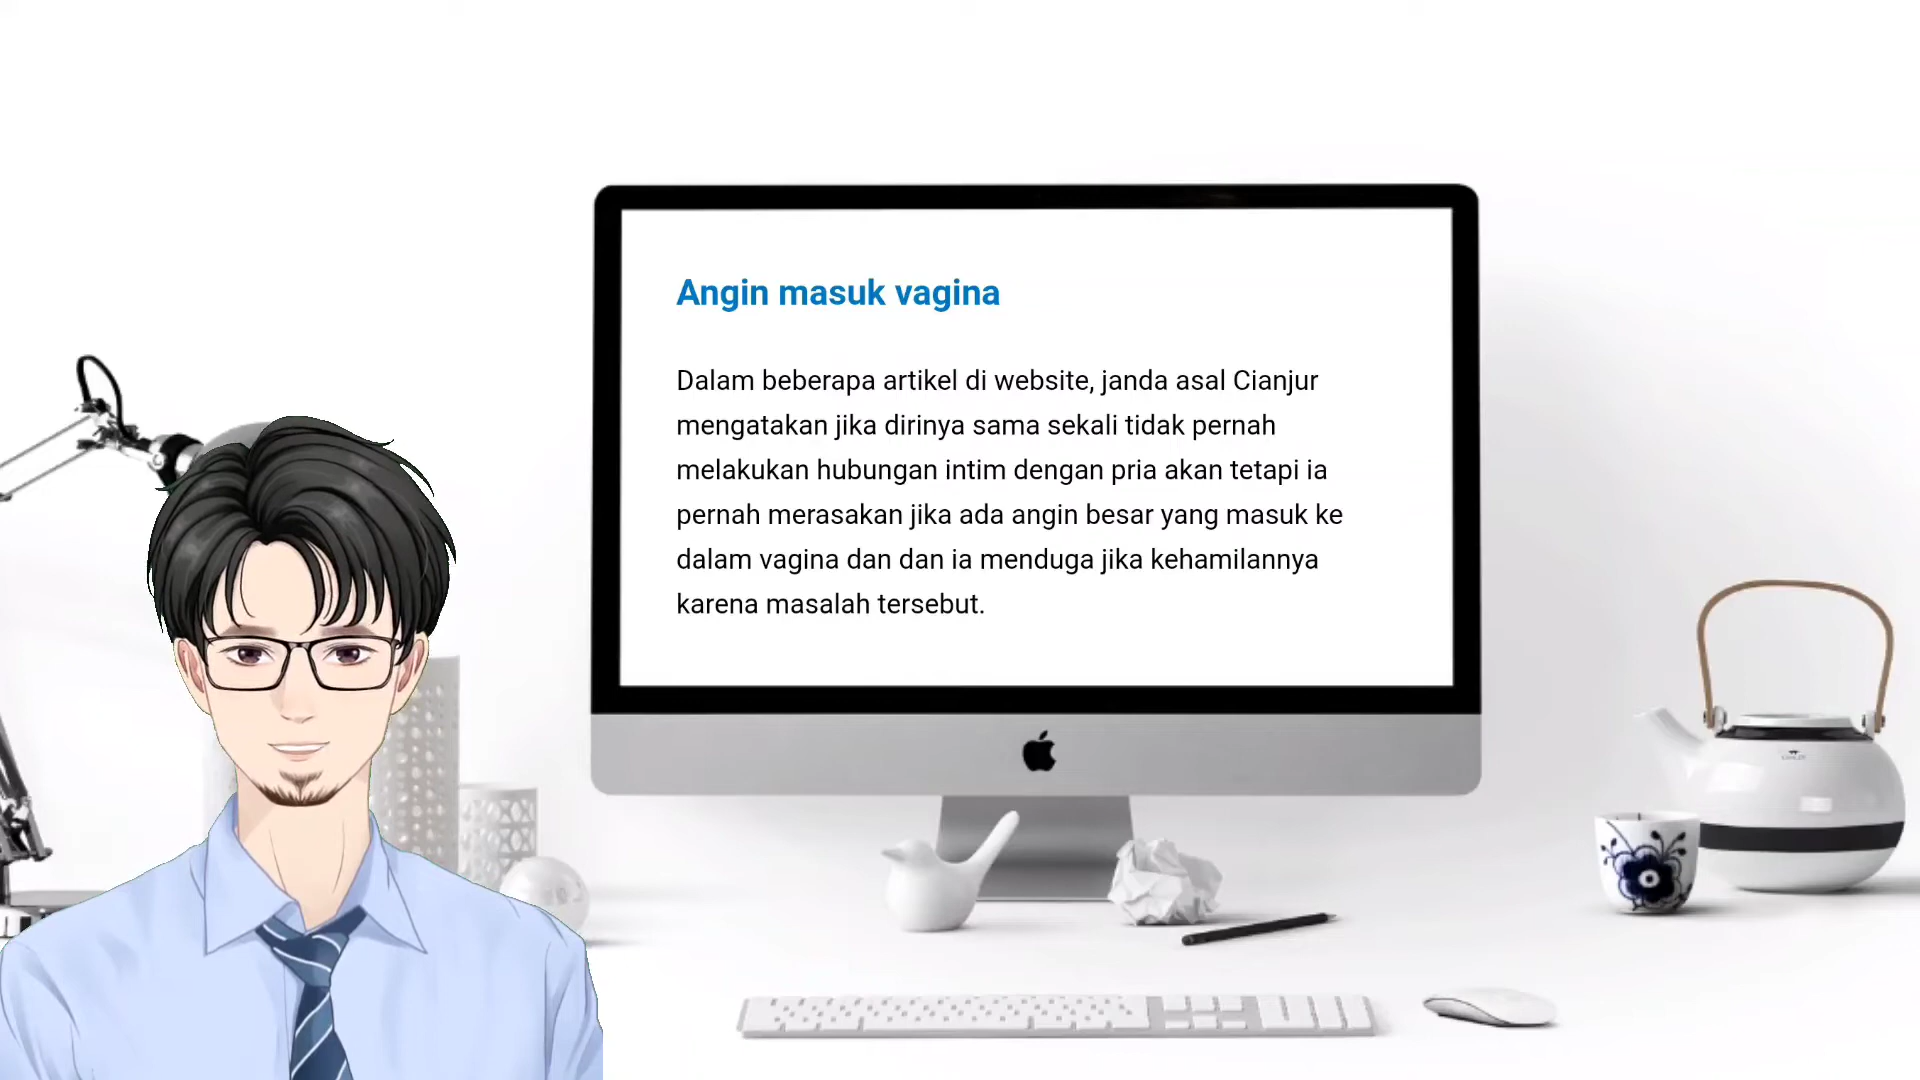 Angin masuk vagina
Dalam beberapa artikel di website, janda asal Cianjur
mengatakan jika dirinya sama sekali tidak pernah
melakukan hubungan intim dengan pria akan tetapi ia
pernah merasakan jika ada angin besar yang masuk ke
dalam vagina dan dan ia menduga jika kehamilannya
karena masalah tersebut.